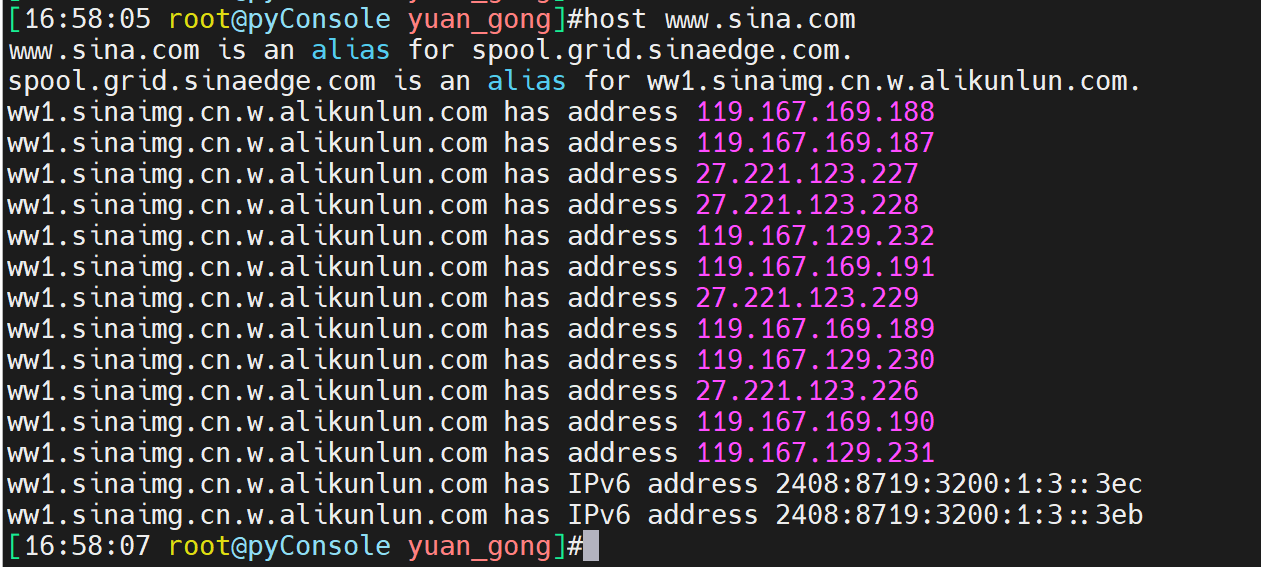 [16:58:05 root@pyConsole yuan_gong]#host www.sina.com
www.sina.com is an alias for spool.grid.sinaedge.com.
spool.grid.sinaedge.com is an alias for ww1.sinaimg.cn.w.alikunlun.com.
ww1.sinaimg.cn.w.alikunlun.com has address 119.167.169.188
ww1.sinaimg.cn.w.alikunlun.com has address 119.167.169.187
ww1.sinaimg.cn.w.alikunlun.com has address 27.221.123.227
ww1.sinaimg.cn.w.alikunlun.com has address 27.221.123.228
ww1.sinaimg.cn.w.alikunlun.com has address 119.167.129.232
ww1.sinaimg.cn.w.alikunlun.com has address 119.167.169.191
ww1.sinaimg.cn.w.alikunlun.com has address 27.221.123.229
ww1.sinaimg.cn.w.alikunlun.com has address 119.167.169.189
ww1.sinaimg.cn.w.alikunlun.com has address 119.167.129.230
ww1.sinaimg.cn.w.alikunlun.com has address 27.221.123.226
ww1.sinaimg.cn.w.alikunlun.com has address 119.167.169.190
ww1.sinaimg.cn.w.alikunlun.com has address 119.167.129.231
ww1.sinaimg.cn.w.alikunlun.com has IPv6 address 2408:8719:3200:1:3::3ec
ww1.sinaimg.cn.w.alikunlun.com has IPv6 address 2408:8719:3200:1:3::3eb
[16:58:07 root@pyConsole yuan_gong]#